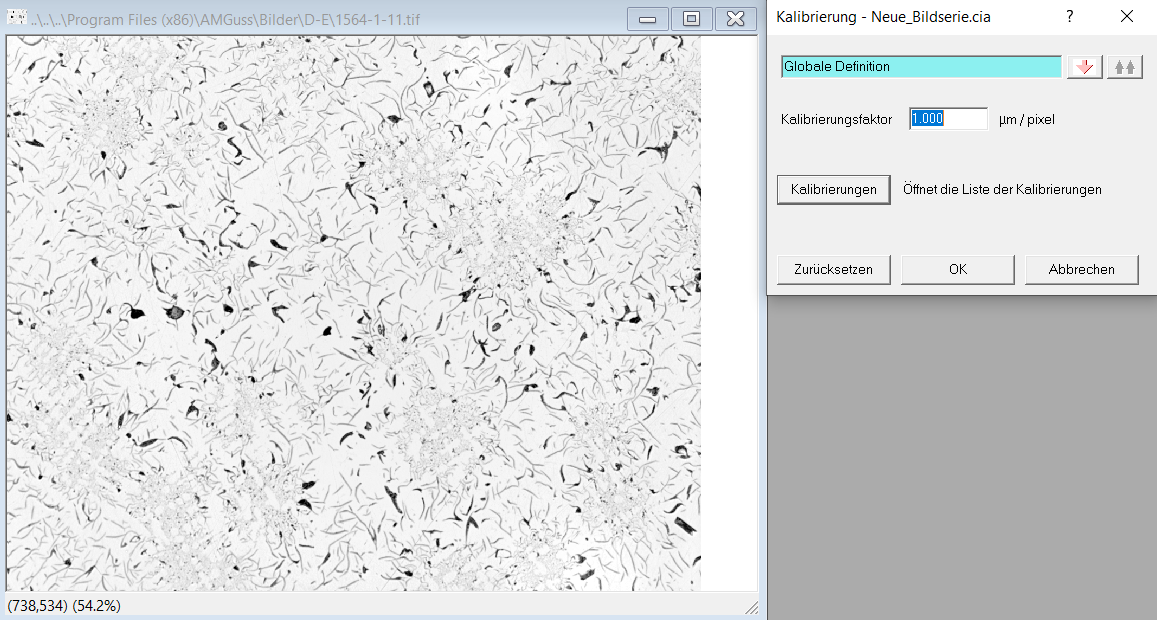 ..\..\..\Program Files (x86)\AMGuss\Bilder\D-E\1564-1-11.tif
(738,534) (54.2%)
Kalibrierung - Neue_Bildserie.cia
?
Globale Definition
Kalibrierungsfaktor 1.000 µm / pixel
Kalibrierungen Öffnet die Liste der Kalibrierungen
Zurücksetzen OK Abbrechen